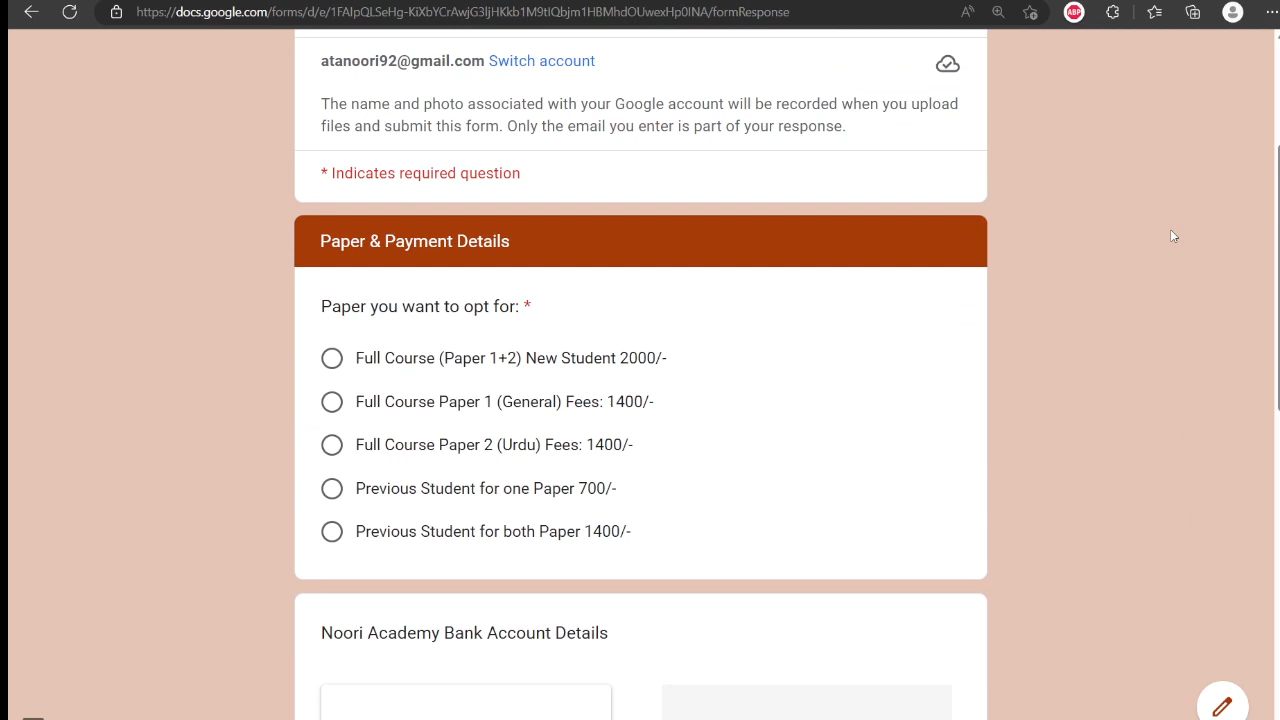 https://docs.google.com/forms/d/e/1FAIpQLSeHg-KiXbYCrAwjG3ljHKkb1M9tIQbjm1HBMhdOUwexHp0INA/formResponse
ABP
atanoori92@gmail.com Switch account
The name and photo associated with your Google account will be recorded when you upload
files and submit this form. Only the email you enter is part of your response.
* Indicates required question
Paper & Payment Details
Paper you want to opt for: *
Full Course (Paper 1+2) New Student 2000/-
Full Course Paper 1 (General) Fees: 1400/-
Full Course Paper 2 (Urdu) Fees: 1400/-
Previous Student for one Paper 700/-
Previous Student for both Paper 1400/-
Noori Academy Bank Account Details